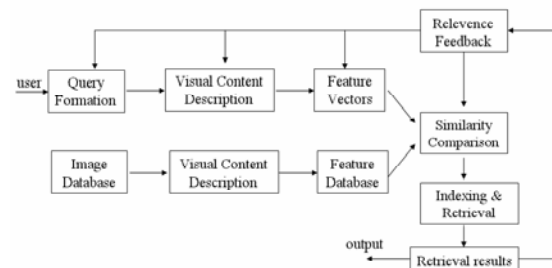 Relevence
Feedback
user
Query
Formation
Visual Content
Description
Feature
Vectors
Similarity
Comparison
Image
Database
Visual Content
Description
Feature
Database
Indexing &
Retrieval
output
Retrieval results